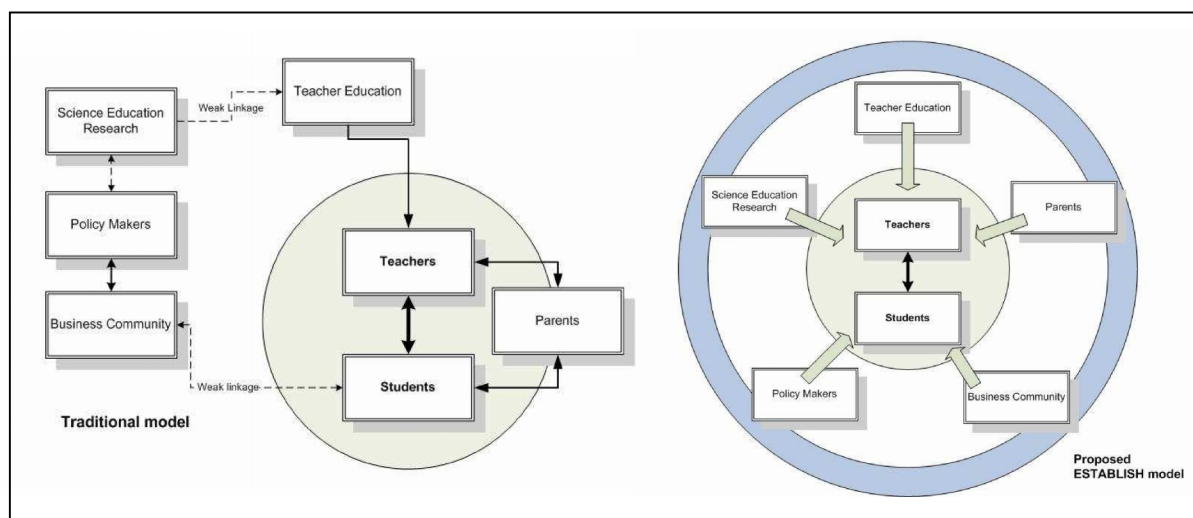 Science Education
Research
Weak Linkage
Teacher Education
Policy Makers
Business Community
Weak linkage
Teachers
Students
Parents
Traditional model
Teacher Education
Science Education
Research
Parents
Teachers
Students
Policy Makers
Business Community
Proposed
ESTABLISH model